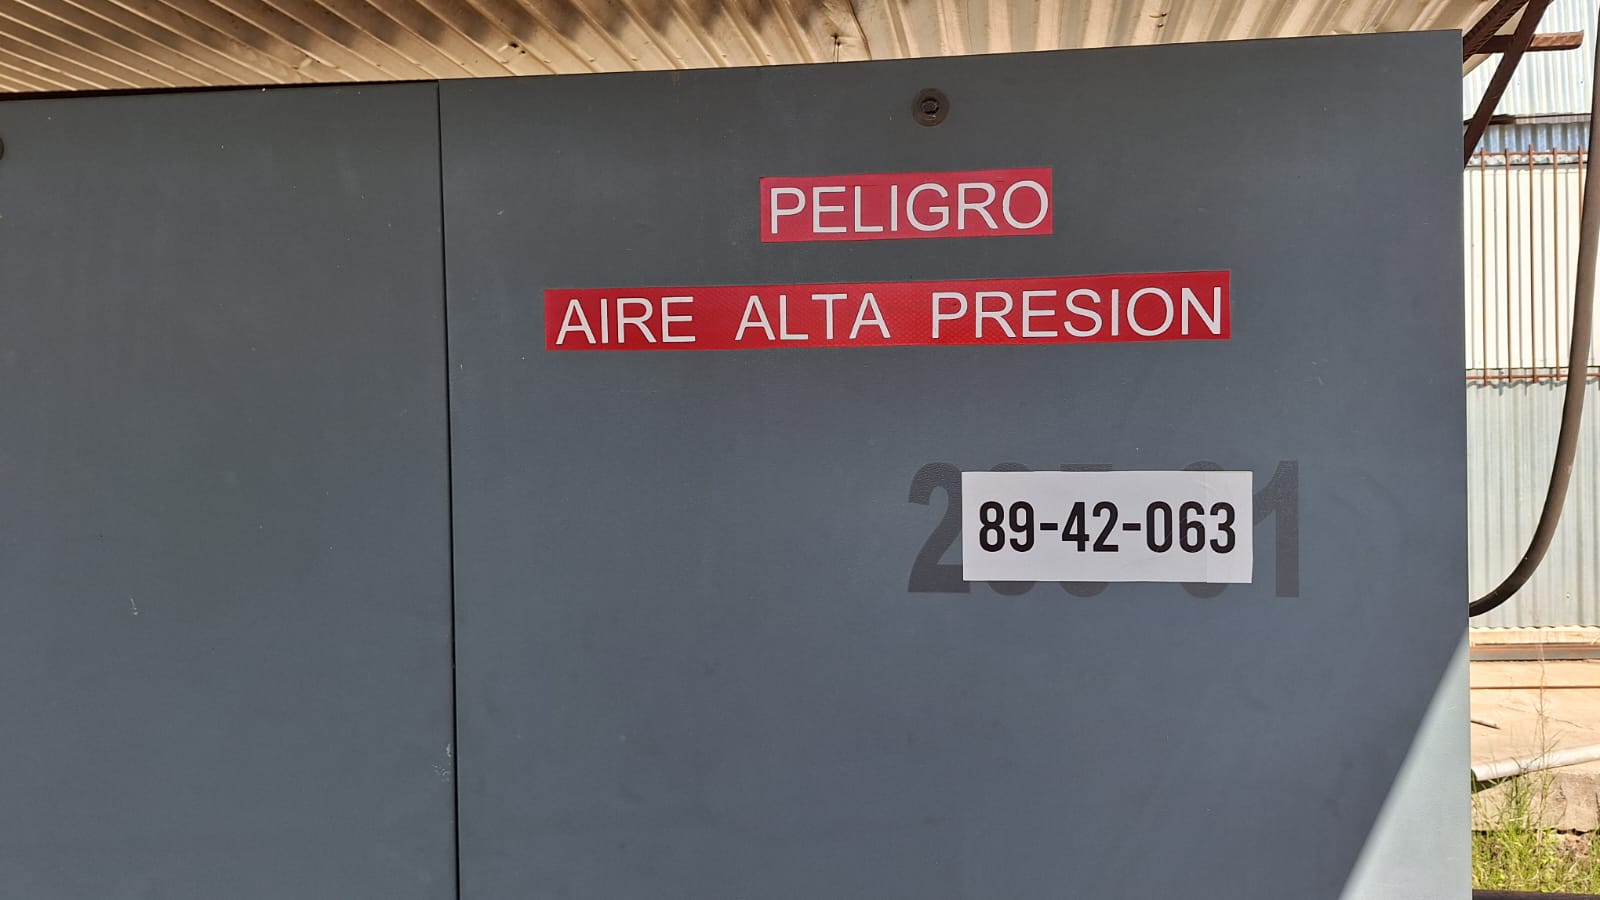 PELIGRO
AIRE ALTA PRESION
89-42-063